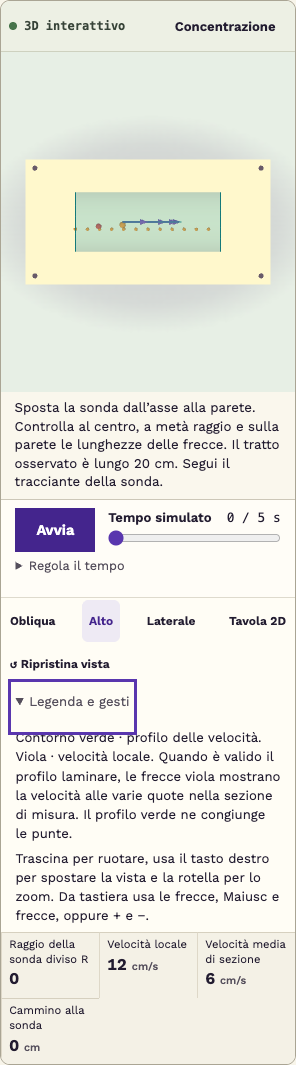 3D interattivo
Concentrazione
Sposta la sonda dall’asse alla parete.
Controlla al centro, a metà raggio e sulla
parete le lunghezze delle frecce. Il tratto
osservato è lungo 20 cm. Segui il
tracciante della sonda.
Avvia
Tempo simulato 0 / 5 s
▶ Regola il tempo
Obliqua Alto Laterale Tavola 2D
↺ Ripristina vista
▼ Legenda e gesti
Contorno verde · profilo delle velocità.
Viola · velocità locale. Quando è valido il
profilo laminare, le frecce viola mostrano
la velocità alle varie quote nella sezione
di misura. Il profilo verde ne congiunge
le punte.
Trascina per ruotare, usa il tasto destro
per spostare la vista e la rotella per lo
zoom. Da tastiera usa le frecce, Maiusc e
frecce, oppure + e −.
Raggio della
sonda diviso R
0
Velocità locale
12 cm/s
Velocità media
di sezione
6 cm/s
Cammino alla
sonda
0 cm